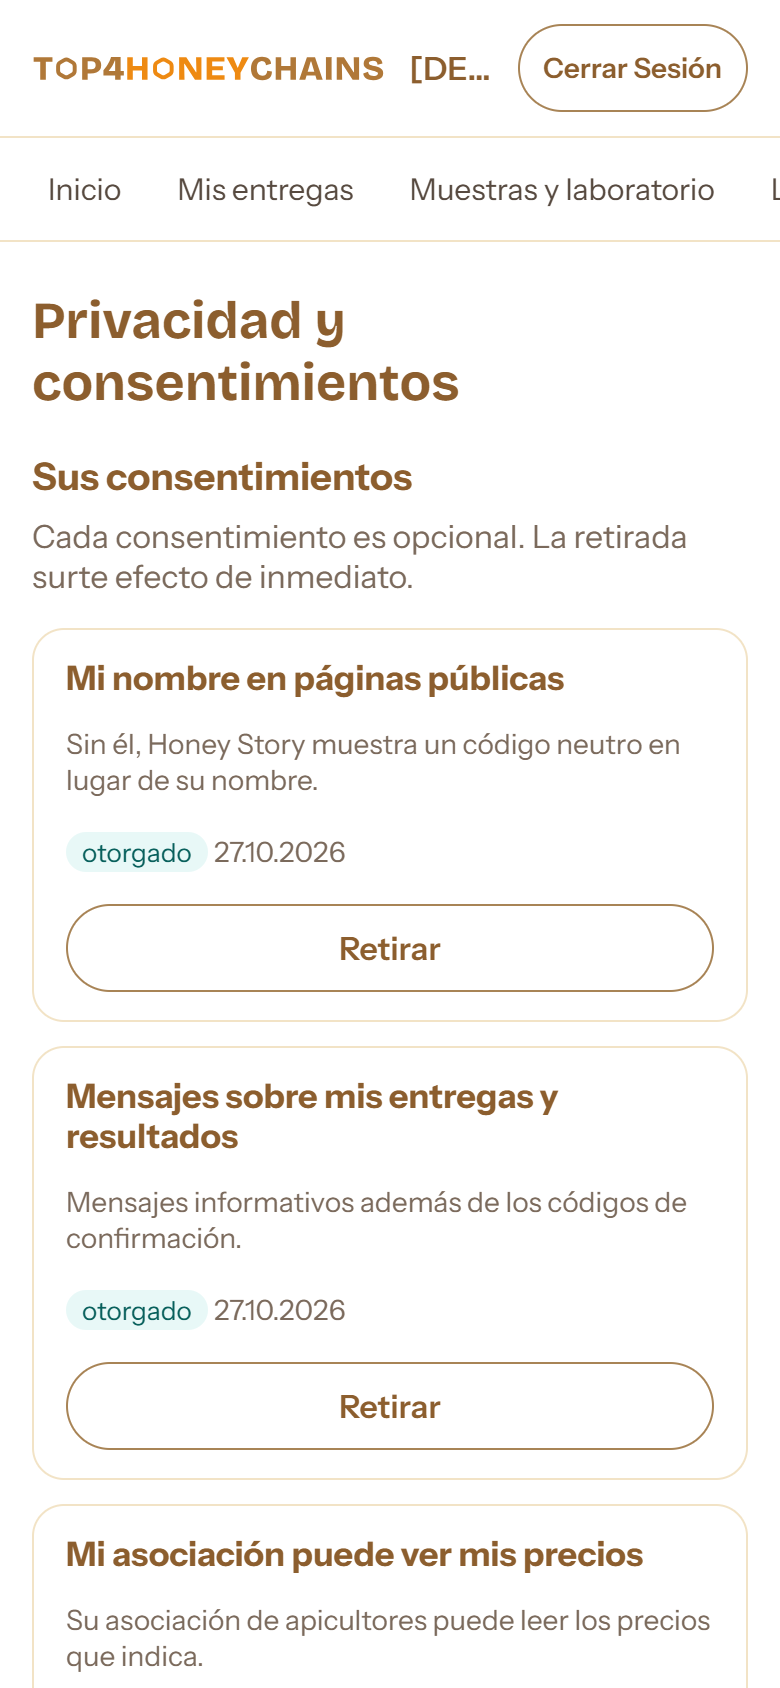 TOP4HONEYCHAINS [DE... Cerrar Sesión
Inicio Mis entregas Muestras y laboratorio L
Privacidad y
consentimientos
Sus consentimientos
Cada consentimiento es opcional. La retirada
surte efecto de inmediato.
Mi nombre en páginas públicas
Sin él, Honey Story muestra un código neutro en
lugar de su nombre.
otorgado 27.10.2026
Retirar
Mensajes sobre mis entregas y
resultados
Mensajes informativos además de los códigos de
confirmación.
otorgado 27.10.2026
Retirar
Mi asociación puede ver mis precios
Su asociación de apicultores puede leer los precios
que indica.